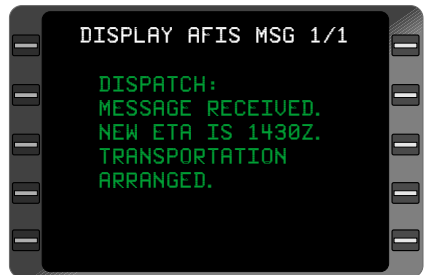 DISPLAY AFIS MSG 1/1
DISPATCH:
MESSAGE RECEIVED.
NEW ETA IS 1430Z.
TRANSPORTATION
ARRANGED.